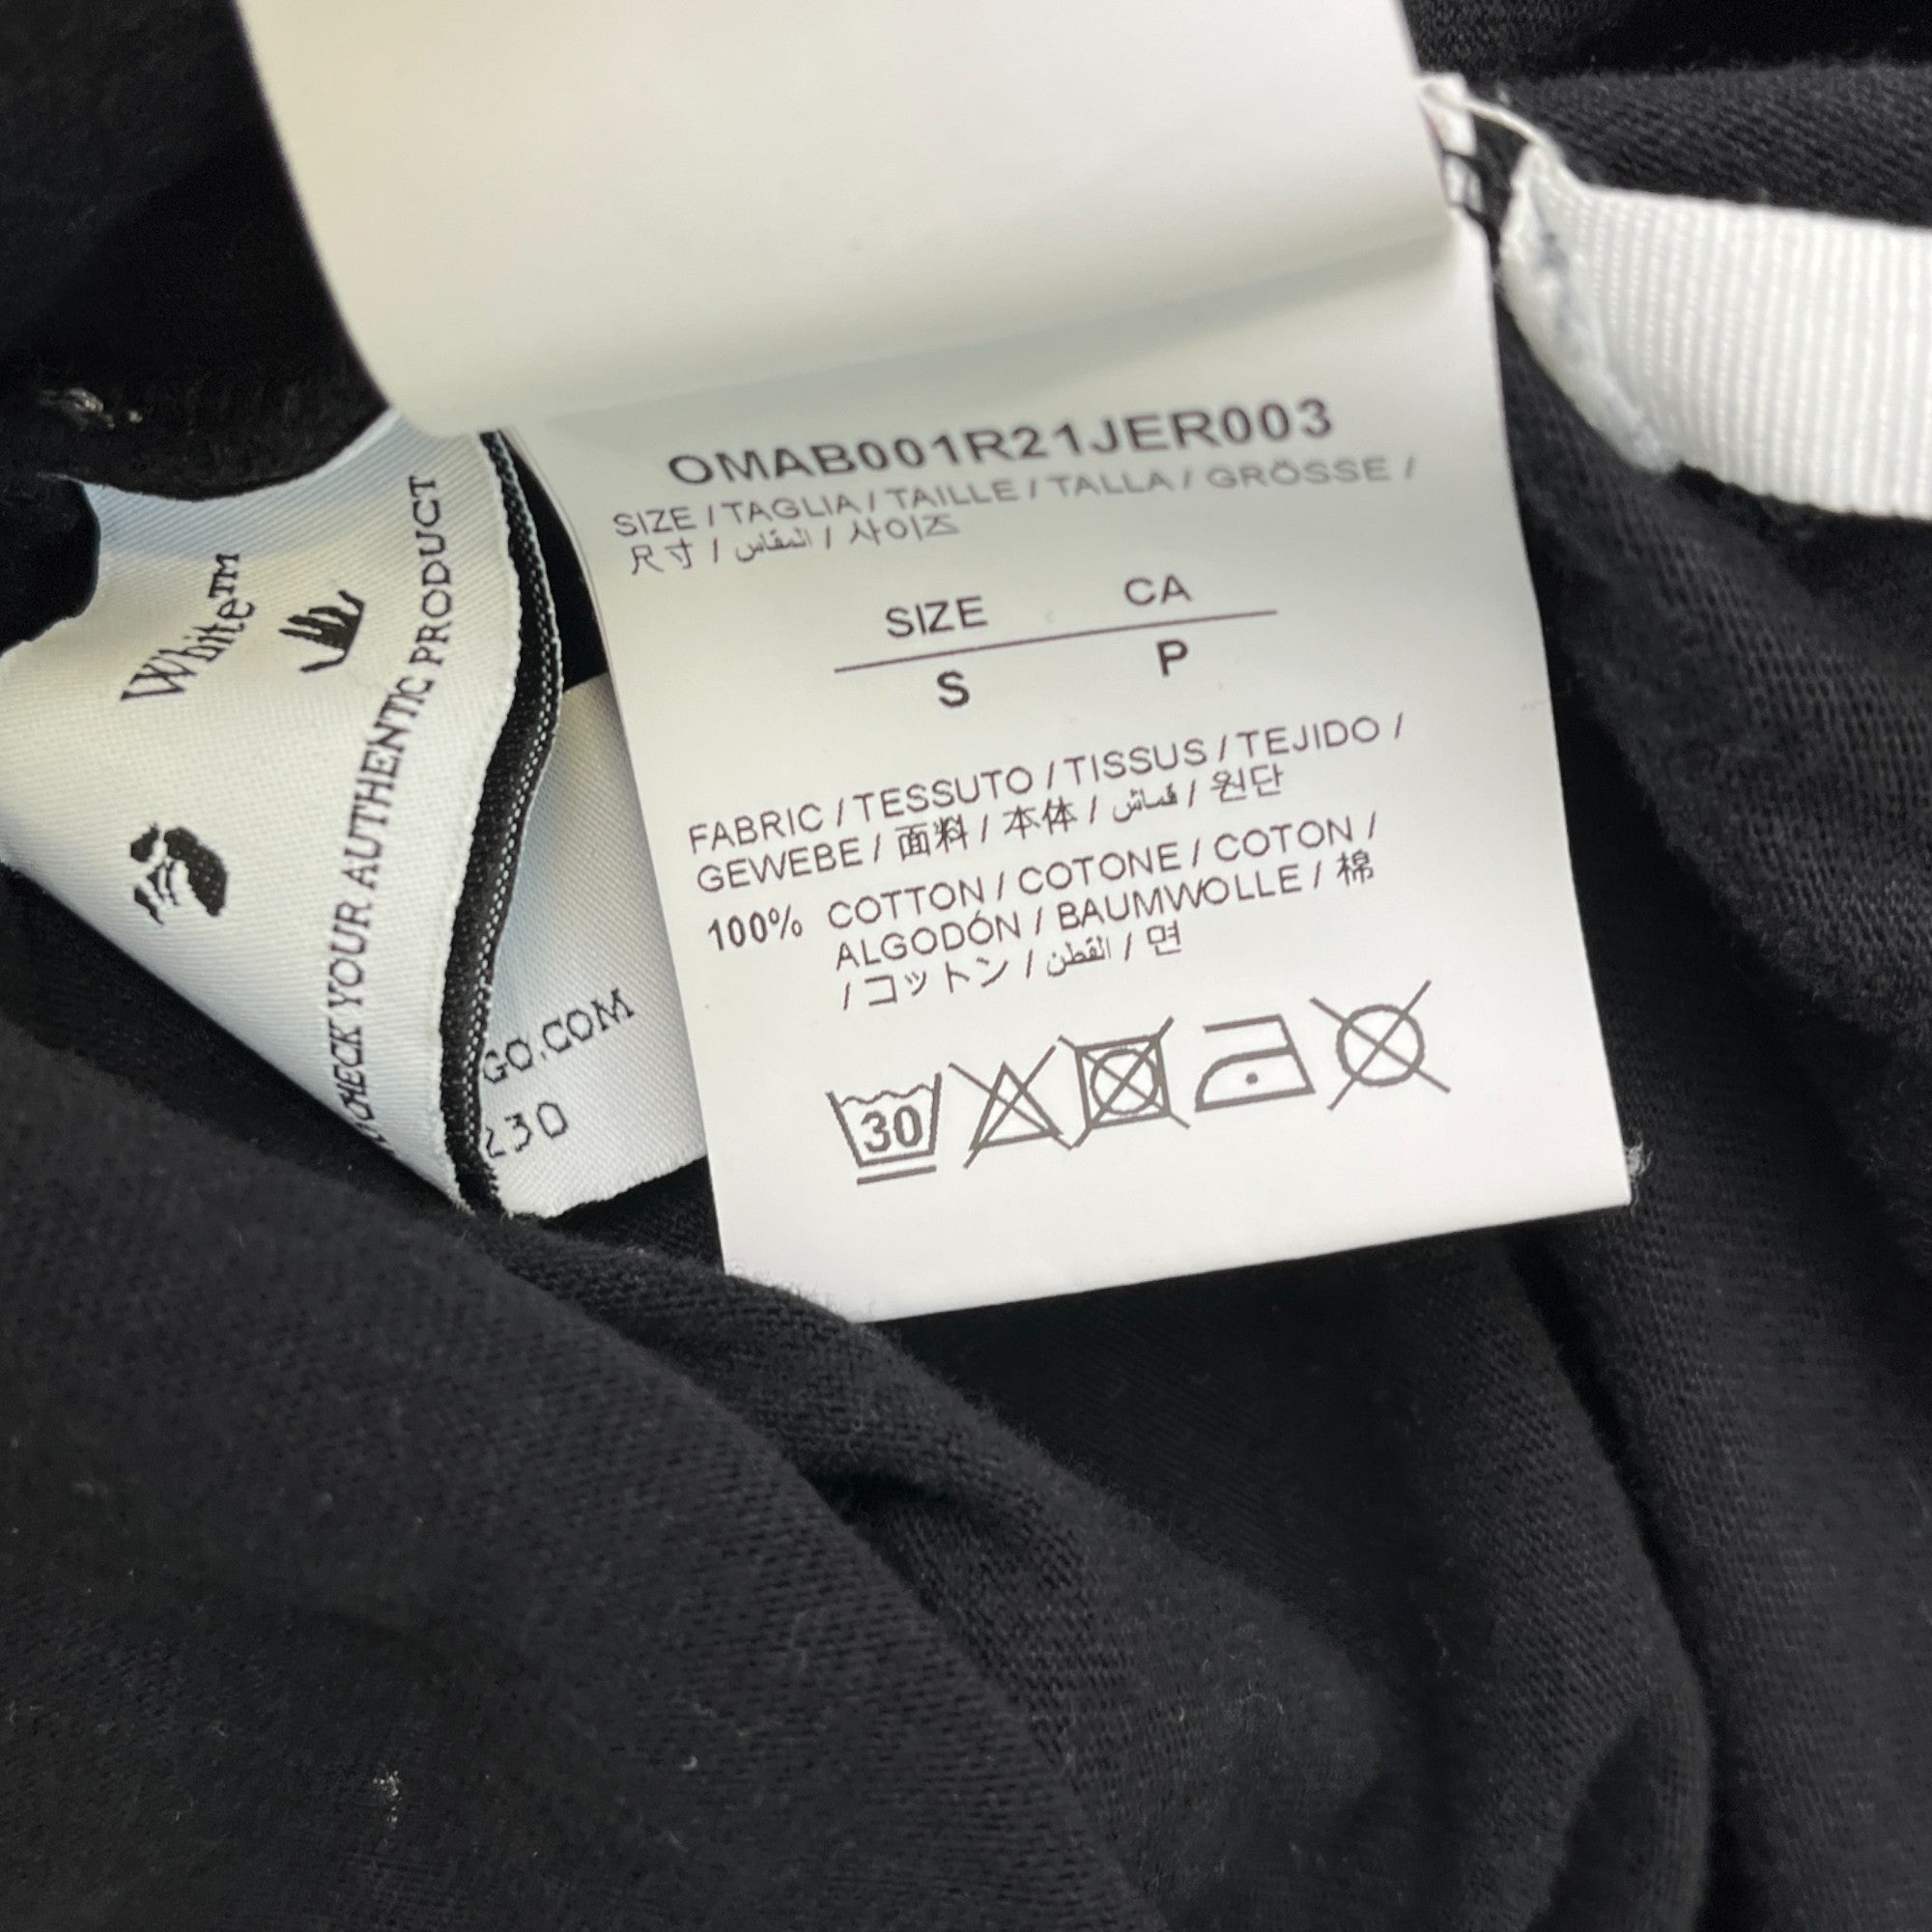 OMAB001R21JER003
SIZE / TAGLIA / TAILLE / TALLA / GRÖSSE /
尺寸 / المقاس / 사이즈
SIZE CA
S P
FABRIC / TESSUTO / TISSUS / TEJIDO /
GEWEBE / 面料 / 本体 / قماش / 원단
100% COTTON / COTONE / COTON /
ALGODÓN / BAUMWOLLE / 棉
/ コットン / القطن / 면
30
White™
CHECK YOUR AUTHENTIC PRODUCT
GO.COM
230